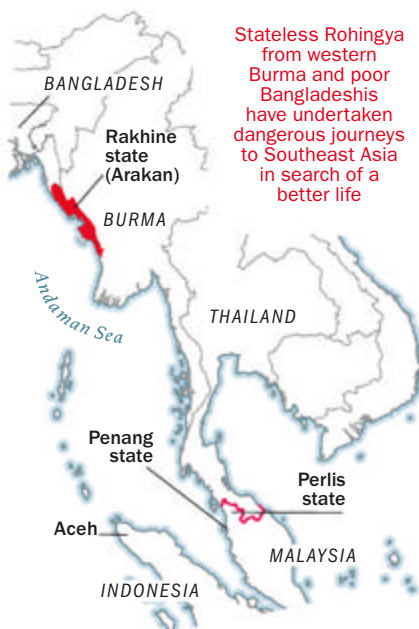 Stateless Rohingya
from western
Burma and poor
Bangladeshis
have undertaken
dangerous journeys
to Southeast Asia
in search of a
better life
BANGLADESH
Rakhine
state
(Arakan)
BURMA
Andaman Sea
THAILAND
Penang
state
Perlis
state
Aceh
MALAYSIA
INDONESIA